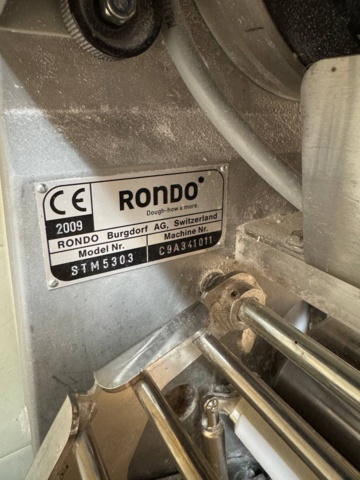 CE
2009
RONDO
Dough-how & more.
RONDO Burgdorf AG, Switzerland
Model Nr. Machine Nr.
STM5303 C9A341011